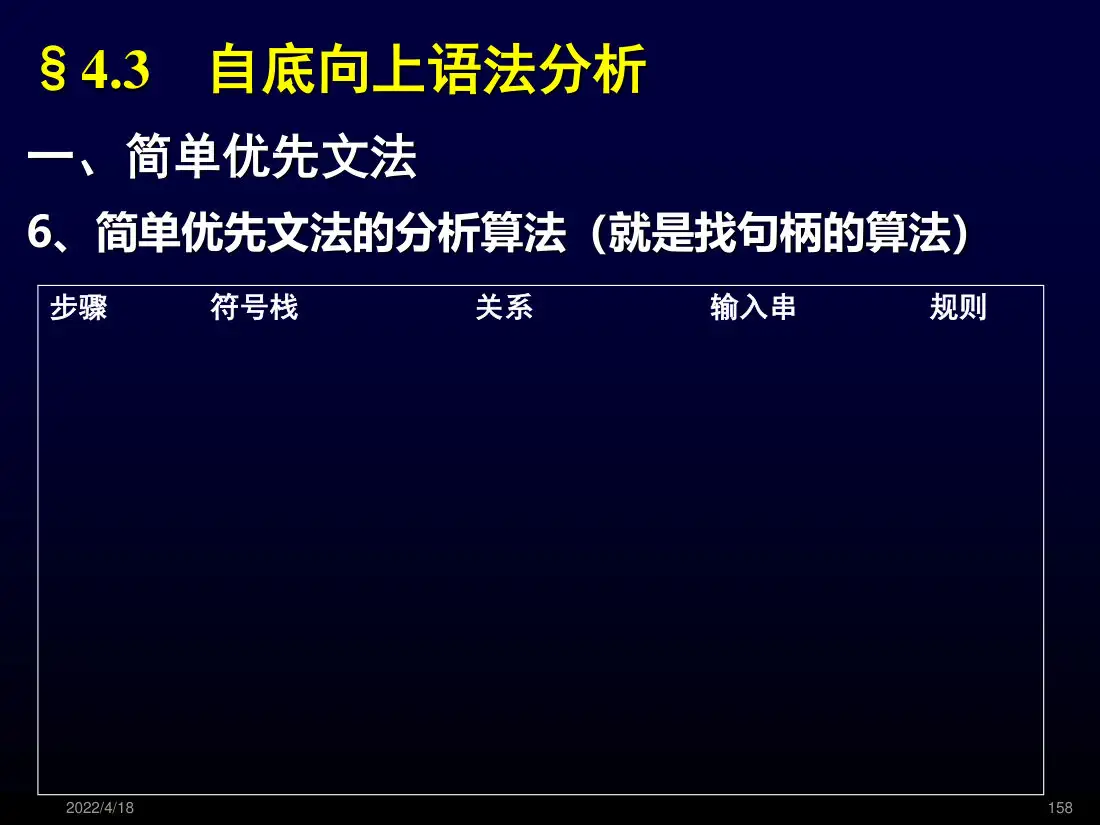 §4.3 自底向上语法分析
一、简单优先文法
6、简单优先文法的分析算法（就是找句柄的算法）
步骤 符号栈 关系 输入串 规则
2022/4/18 158